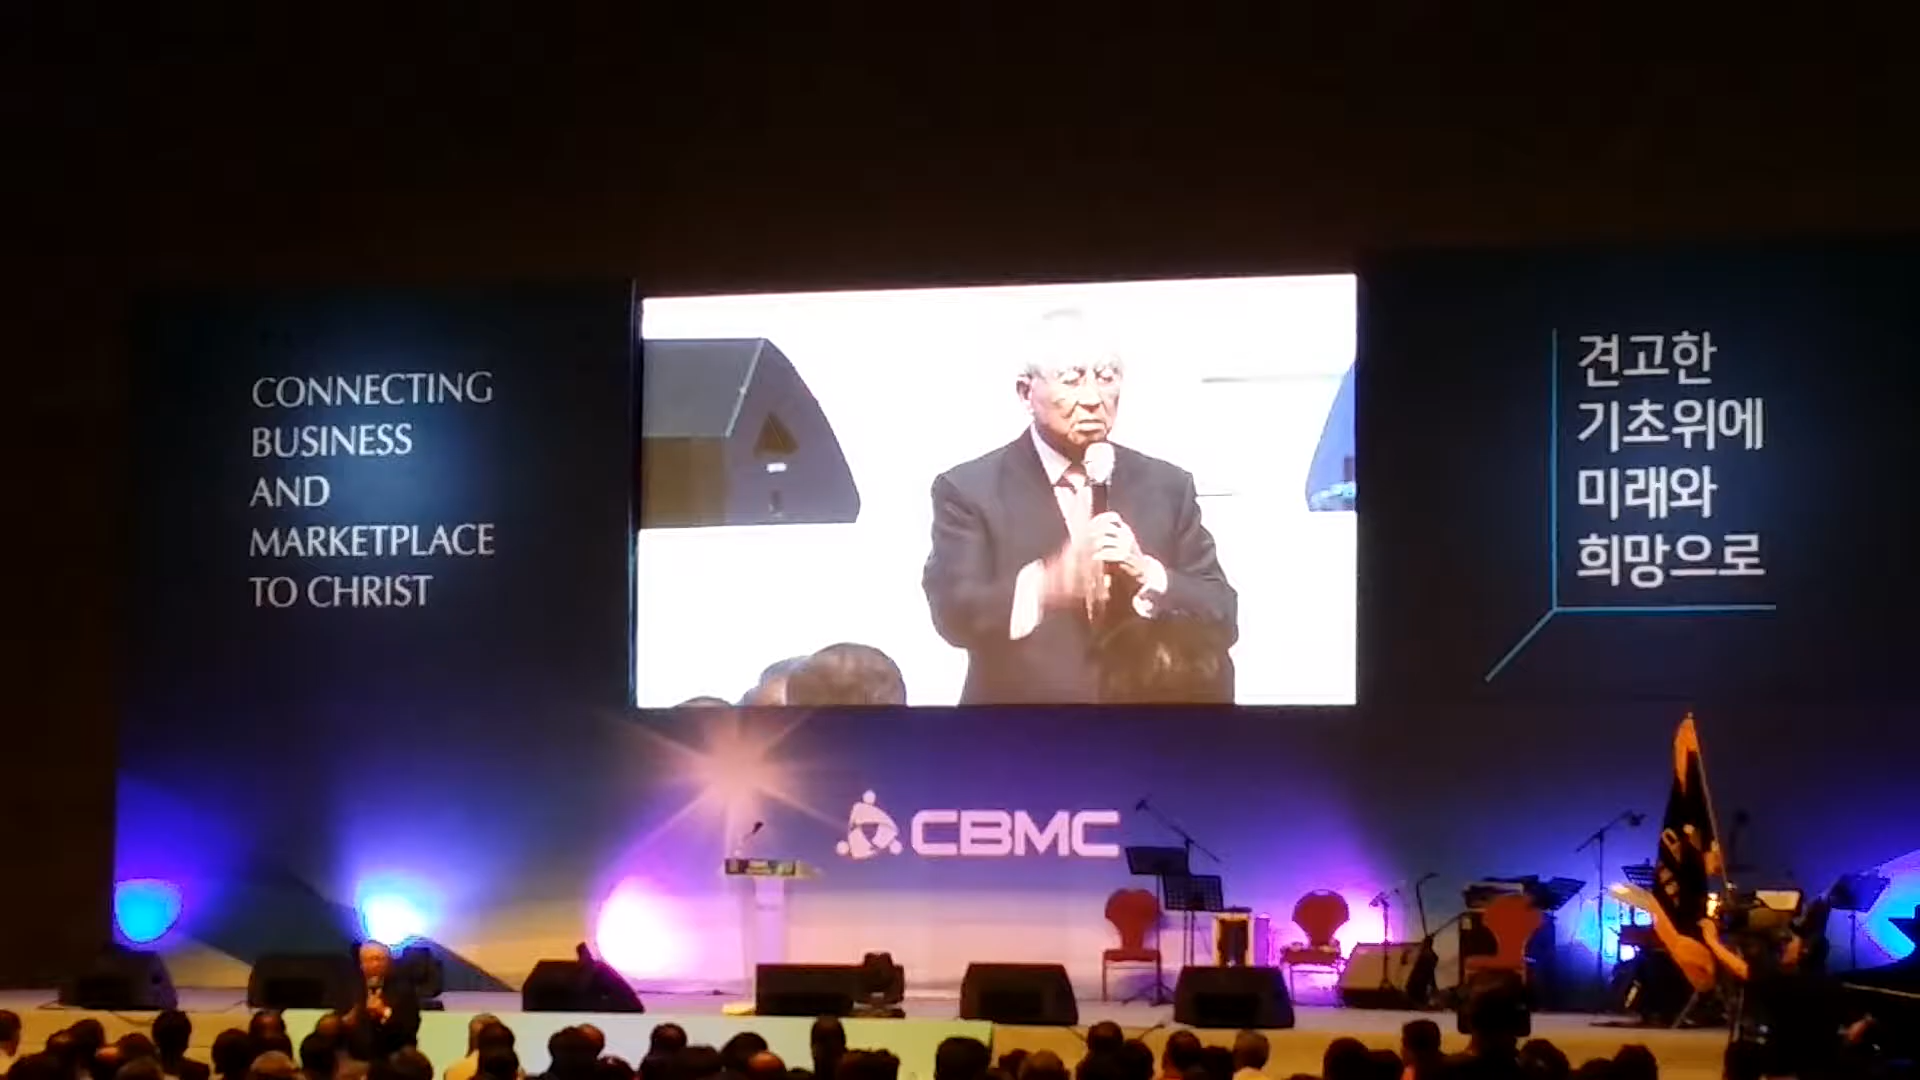 CONNECTING
BUSINESS
AND
MARKETPLACE
TO CHRIST
견고한
기초위에
미래와
희망으로
CBMC